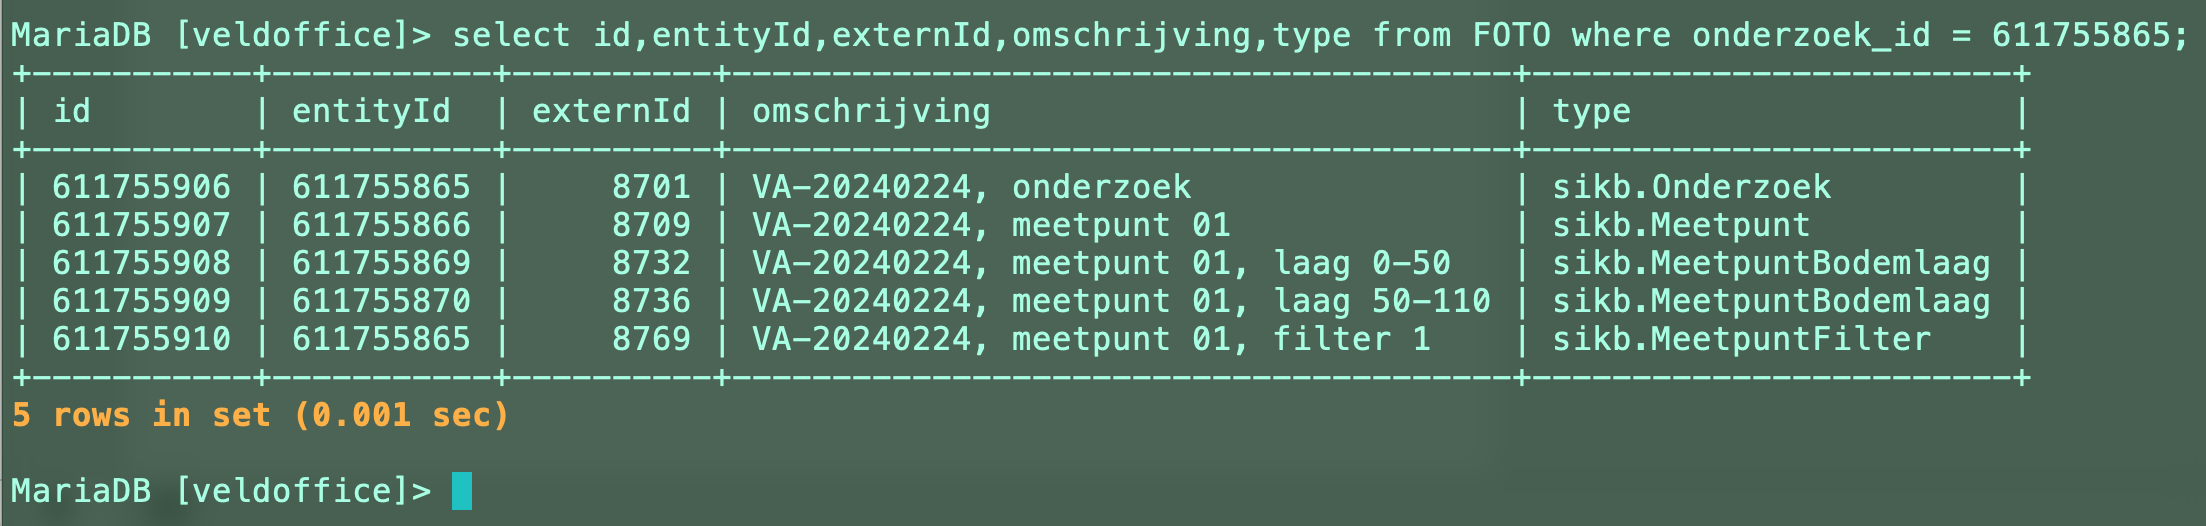 MariaDB [veldoffice]> select id,entityId,externId,omschrijving,type from FOTO where onderzoek_id = 611755865;
+-----------+-----------+----------+---------------------------------------+------------------------+
| id        | entityId  | externId | omschrijving                          | type                   |
+-----------+-----------+----------+---------------------------------------+------------------------+
| 611755906 | 611755865 |     8701 | VA-20240224, onderzoek                | sikb.Onderzoek         |
| 611755907 | 611755866 |     8709 | VA-20240224, meetpunt 01              | sikb.Meetpunt          |
| 611755908 | 611755869 |     8732 | VA-20240224, meetpunt 01, laag 0-50   | sikb.MeetpuntBodemlaag |
| 611755909 | 611755870 |     8736 | VA-20240224, meetpunt 01, laag 50-110 | sikb.MeetpuntBodemlaag |
| 611755910 | 611755865 |     8769 | VA-20240224, meetpunt 01, filter 1    | sikb.MeetpuntFilter    |
+-----------+-----------+----------+---------------------------------------+------------------------+
5 rows in set (0.001 sec)
MariaDB [veldoffice]>